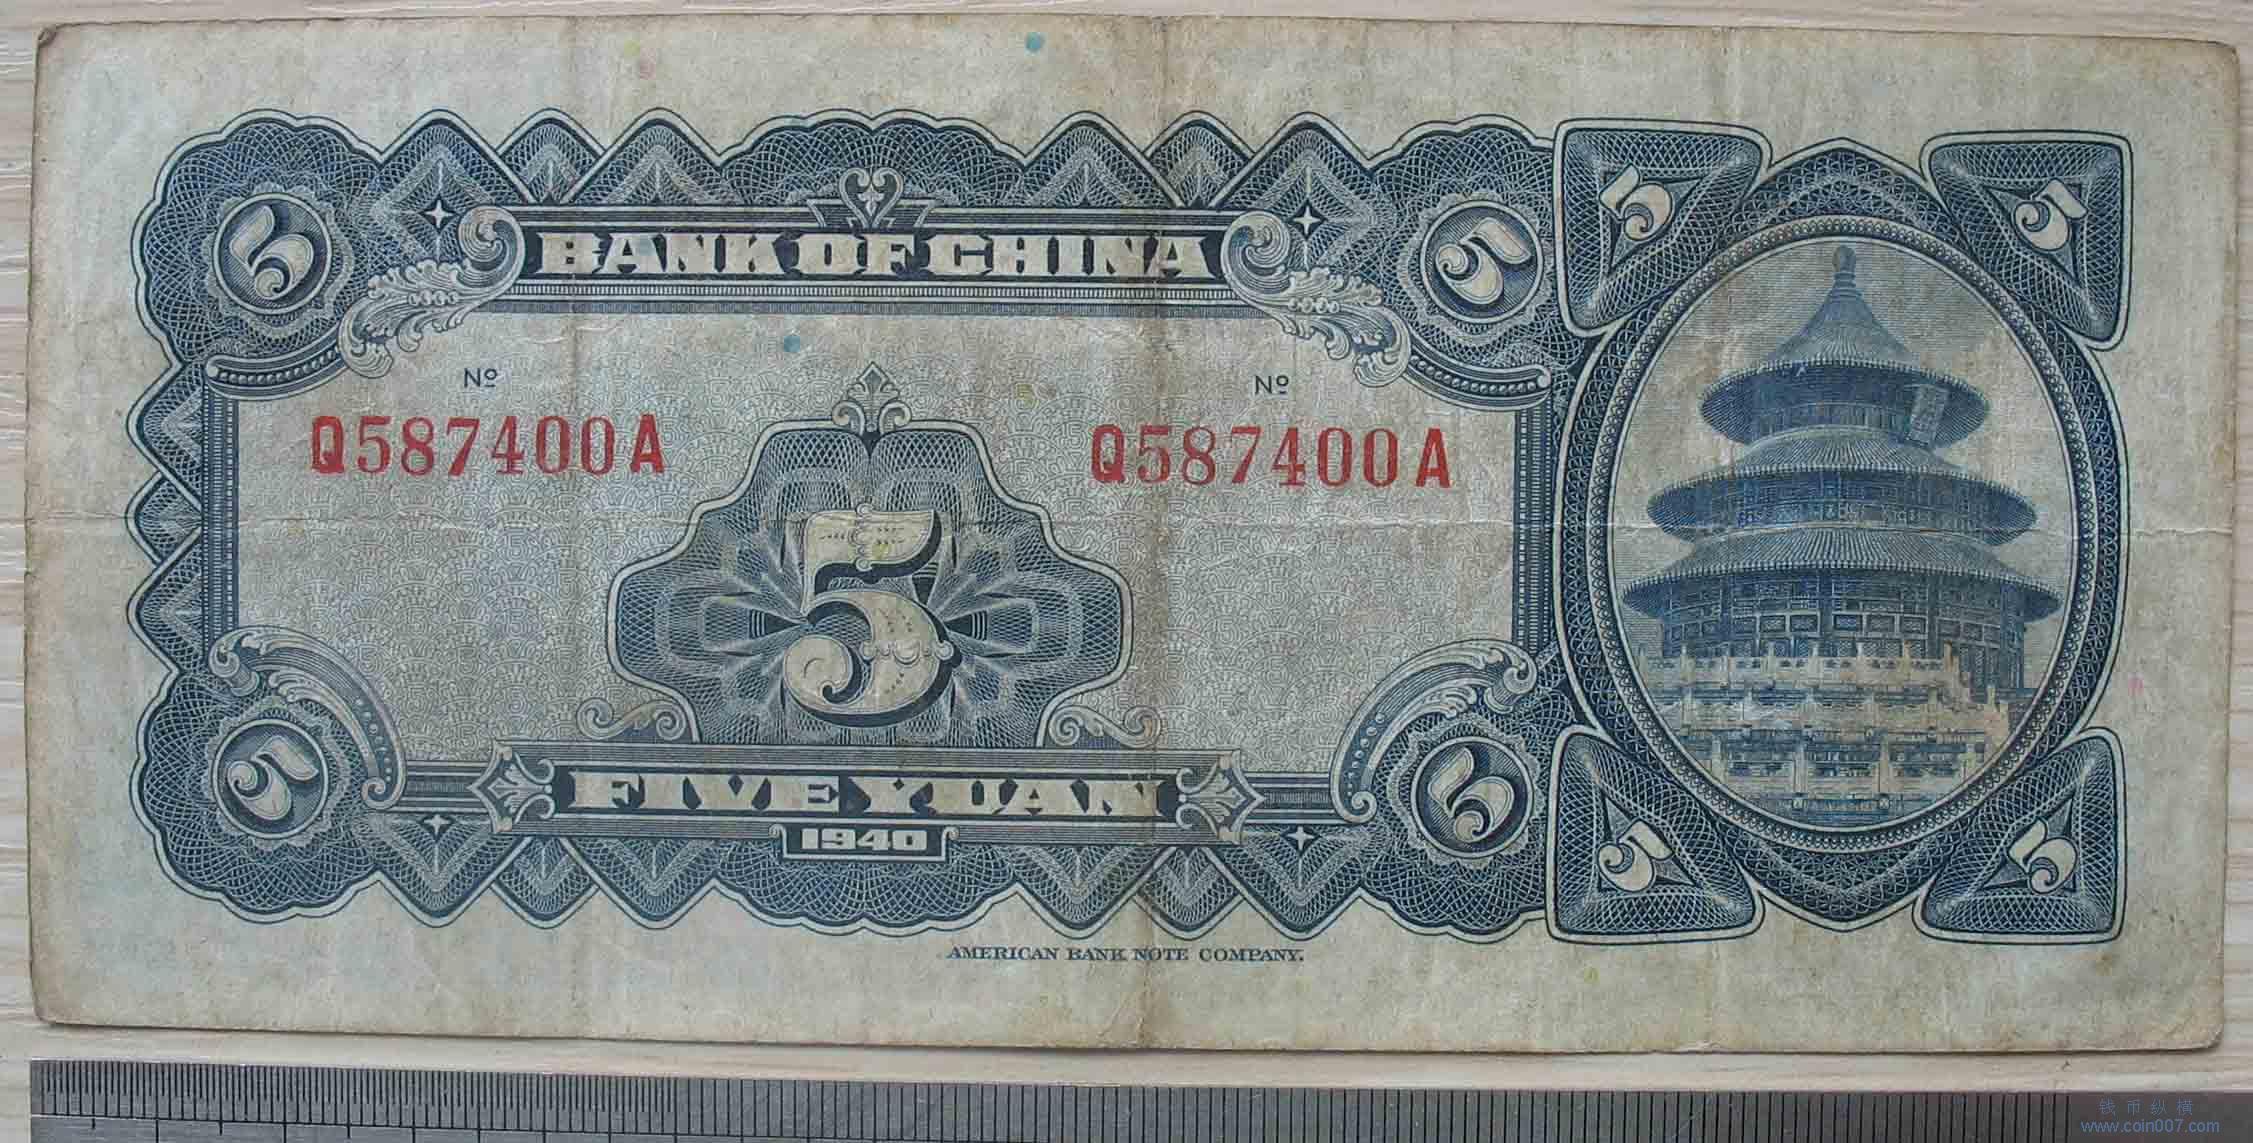 5 BANK OF CHINA 5 5 5
Nº Nº
Q587400A Q587400A
5
5 FIVE YUAN 5 5 5
1940
AMERICAN BANK NOTE COMPANY.
钱币纵横
www.coin007.com